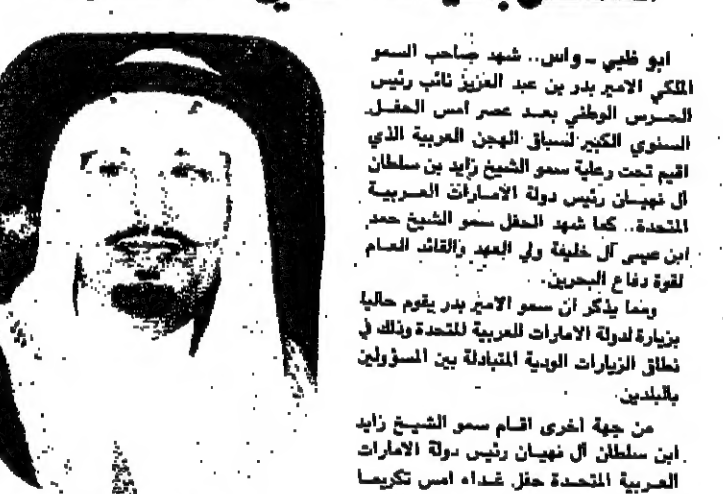 ابو ظبي - واس.. شهد صاحب السمو
الملكي الامير بدر بن عبد العزيز نائب رئيس
الحرس الوطني بعد عصر امس الحفل
السنوي الكبير لسباق الهجن العربية الذي
اقيم تحت رعاية سمو الشيخ زايد بن سلطان
آل نهيان رئيس دولة الامارات العربية
المتحدة.. كما شهد الحفل سمو الشيخ حمد
ابن عيسى آل خليفة ولي العهد والقائد العام
لقوة دفاع البحرين.
ومما يذكر ان سمو الامير بدر يقوم حاليا
بزيارة لدولة الامارات العربية المتحدة وذلك في
نطاق الزيارات الودية المتبادلة بين المسؤولين
بالبلدين.
من جهة اخرى اقام سمو الشيخ زايد
ابن سلطان آل نهيان رئيس دولة الامارات
العربية المتحدة حفل غداء امس تكريما